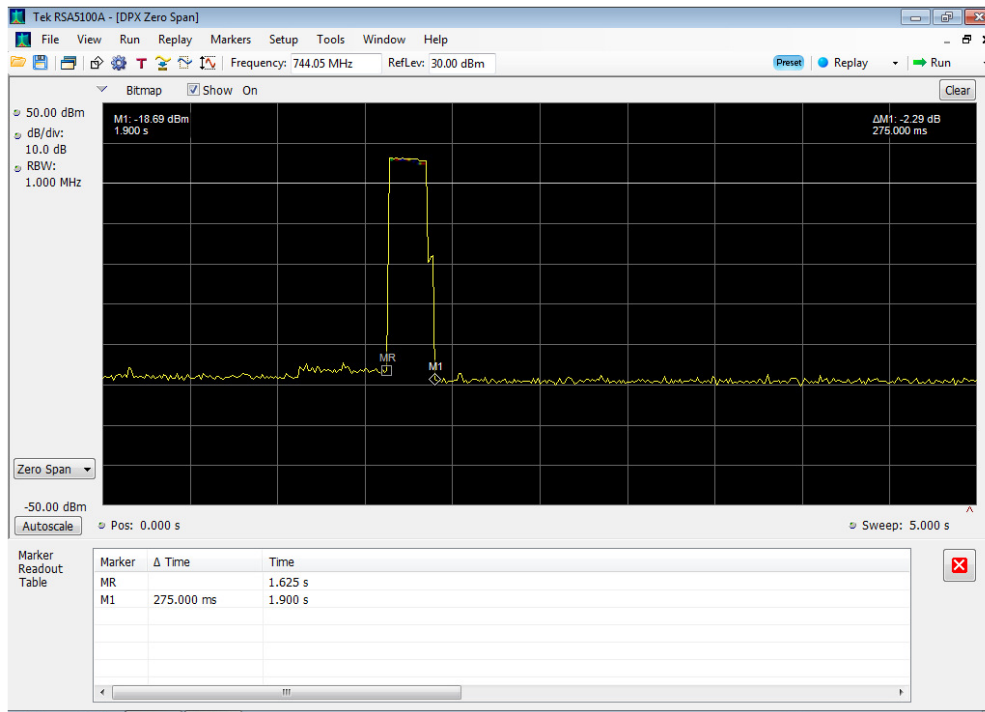 Tek RSA5100A - [DPX Zero Span]
File View Run Replay Markers Setup Tools Window Help
T Frequency: 744.05 MHz RefLev: 30.00 dBm Preset Replay Run
Bitmap Show On Clear
50.00 dBm
dB/div:
10.0 dB
RBW:
1.000 MHz
M1: -18.69 dBm
1.900 s
ΔM1: -2.29 dB
275.000 ms
MR
M1
Zero Span
-50.00 dBm
Autoscale Pos: 0.000 s Sweep: 5.000 s
Marker
Readout
Table
Marker Δ Time Time
MR 1.625 s
M1 275.000 ms 1.900 s